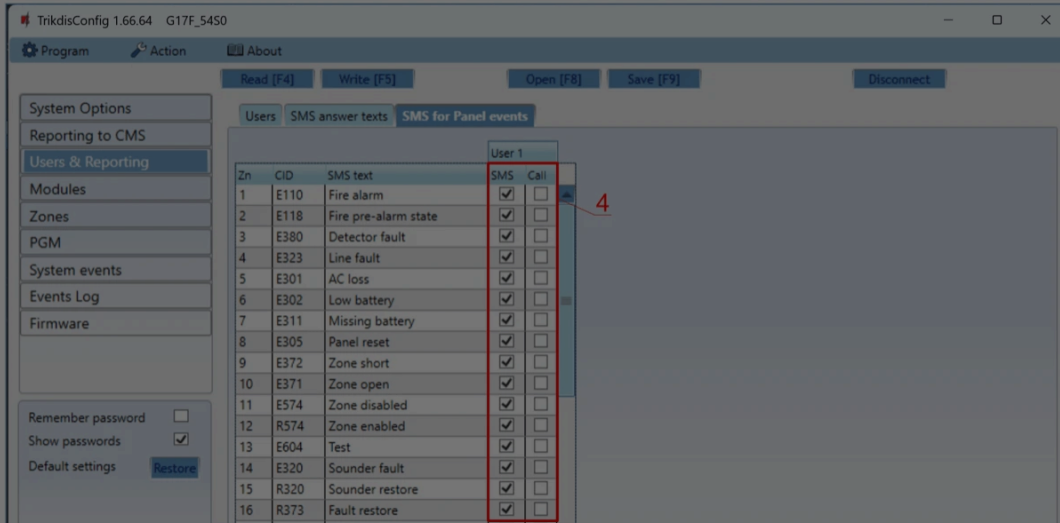 TrikdisConfig 1.66.64 G17F_54S0
Program Action About
Read [F4] Write [F5] Open [F8] Save [F9] Disconnect
System Options
Reporting to CMS
Users & Reporting
Modules
Zones
PGM
System events
Events Log
Firmware
Remember password
Show passwords
Default settings Restore
Users SMS answer texts SMS for Panel events
User 1
Zn CID SMS text SMS Call
1 E110 Fire alarm
2 E118 Fire pre-alarm state
3 E380 Detector fault
4 E323 Line fault
5 E301 AC loss
6 E302 Low battery
7 E311 Missing battery
8 E305 Panel reset
9 E372 Zone short
10 E371 Zone open
11 E574 Zone disabled
12 R574 Zone enabled
13 E604 Test
14 E320 Sounder fault
15 R320 Sounder restore
16 R373 Fault restore
4